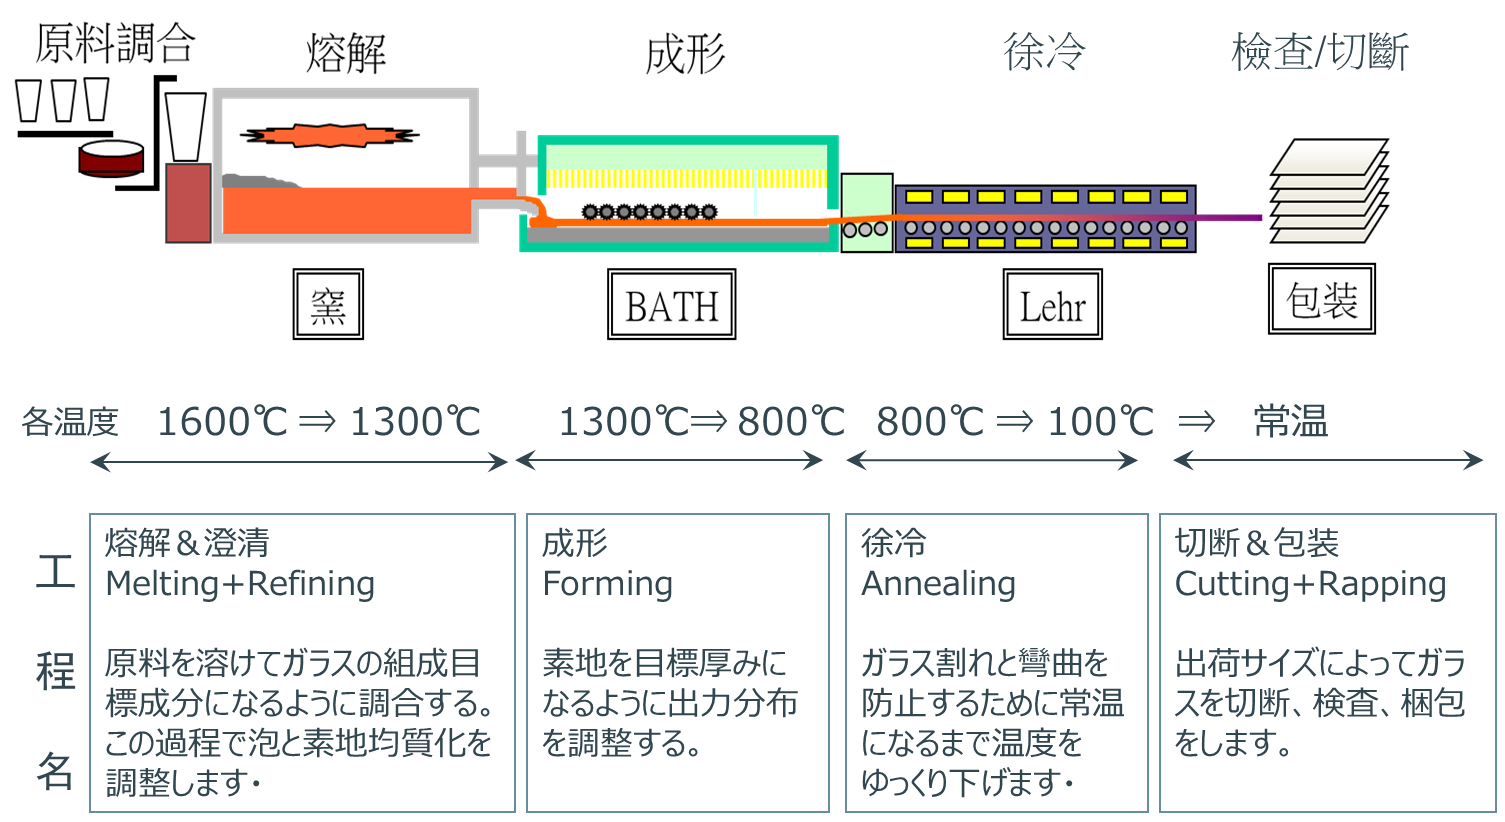 原料調合
熔解
成形
徐冷
檢查/切斷
窯
BATH
Lehr
包装
各温度 1600℃ ⇒ 1300℃ 1300℃⇒ 800℃ 800℃ ⇒ 100℃ ⇒ 常温
工
程
名
熔解＆澄清
Melting+Refining
原料を溶けてガラスの組成目
標成分になるように調合する。
この過程で泡と素地均質化を
調整します・
成形
Forming
素地を目標厚みに
なるように出力分布
を調整する。
徐冷
Annealing
ガラス割れと彎曲を
防止するために常温
になるまで温度を
ゆっくり下げます・
切断＆包装
Cutting+Rapping
出荷サイズによってガラ
スを切断、検査、梱包
をします。